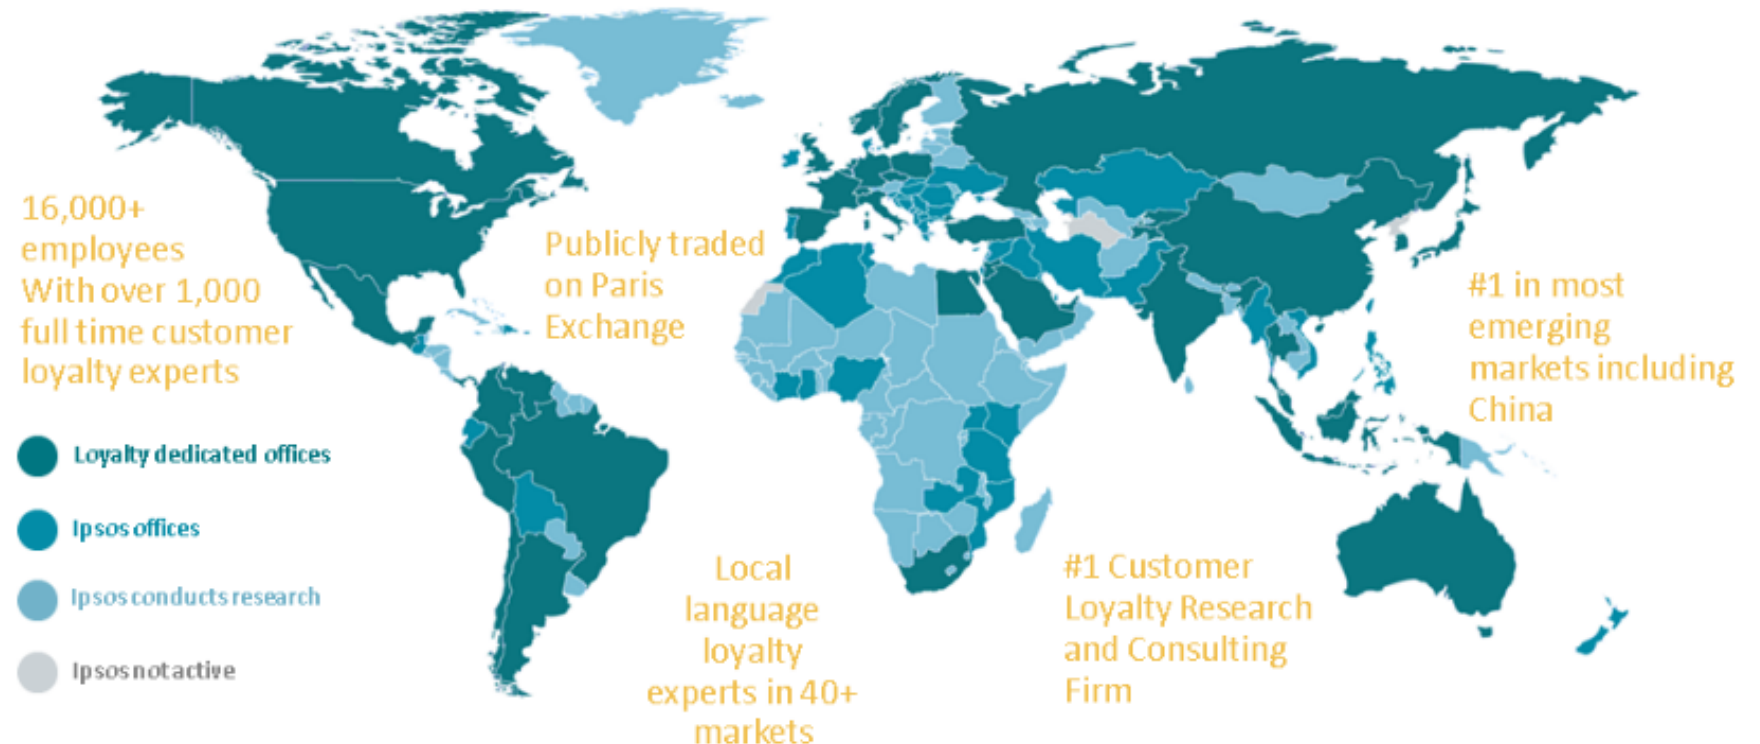 16,000+
employees
With over 1,000
full time customer
loyalty experts
Publicly traded
on Paris
Exchange
#1 in most
emerging
markets including
China
Loyalty dedicated offices
Ipsos offices
Ipsos conducts research
Ipsos not active
Local
language
loyalty
experts in 40+
markets
#1 Customer
Loyalty Research
and Consulting
Firm